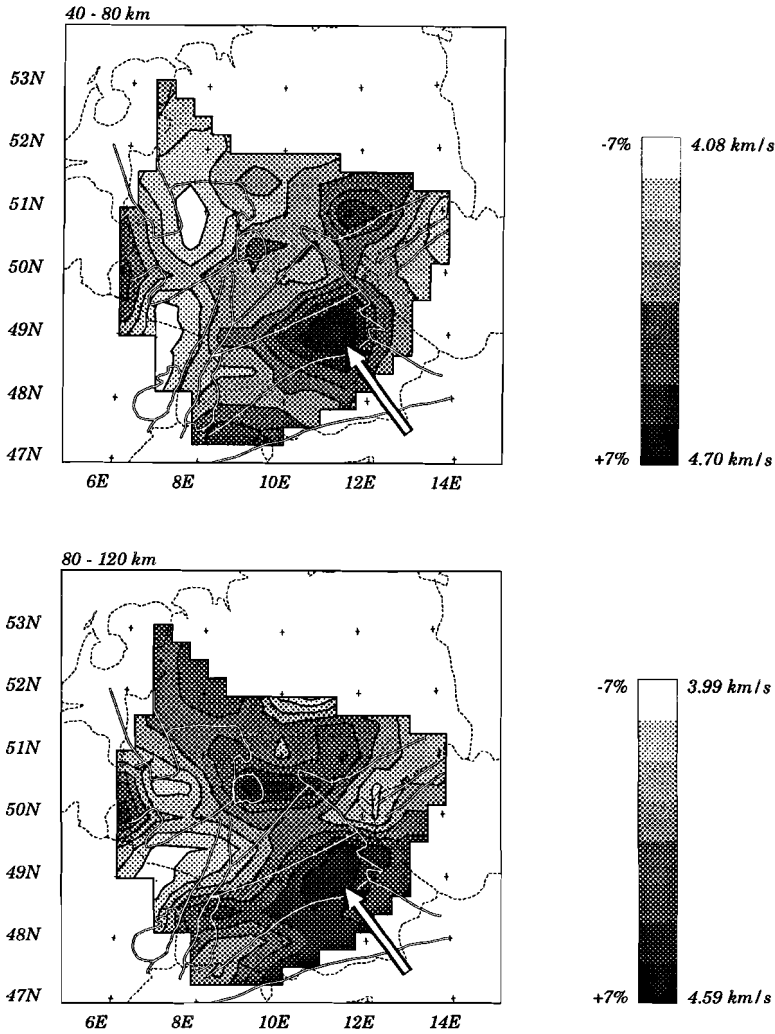 40 - 80 km
53N
52N
51N
50N
49N
48N
47N
6E 8E 10E 12E 14E
-7% 4.08 km/s
+7% 4.70 km/s
80 - 120 km
53N
52N
51N
50N
49N
48N
47N
6E 8E 10E 12E 14E
-7% 3.99 km/s
+7% 4.59 km/s